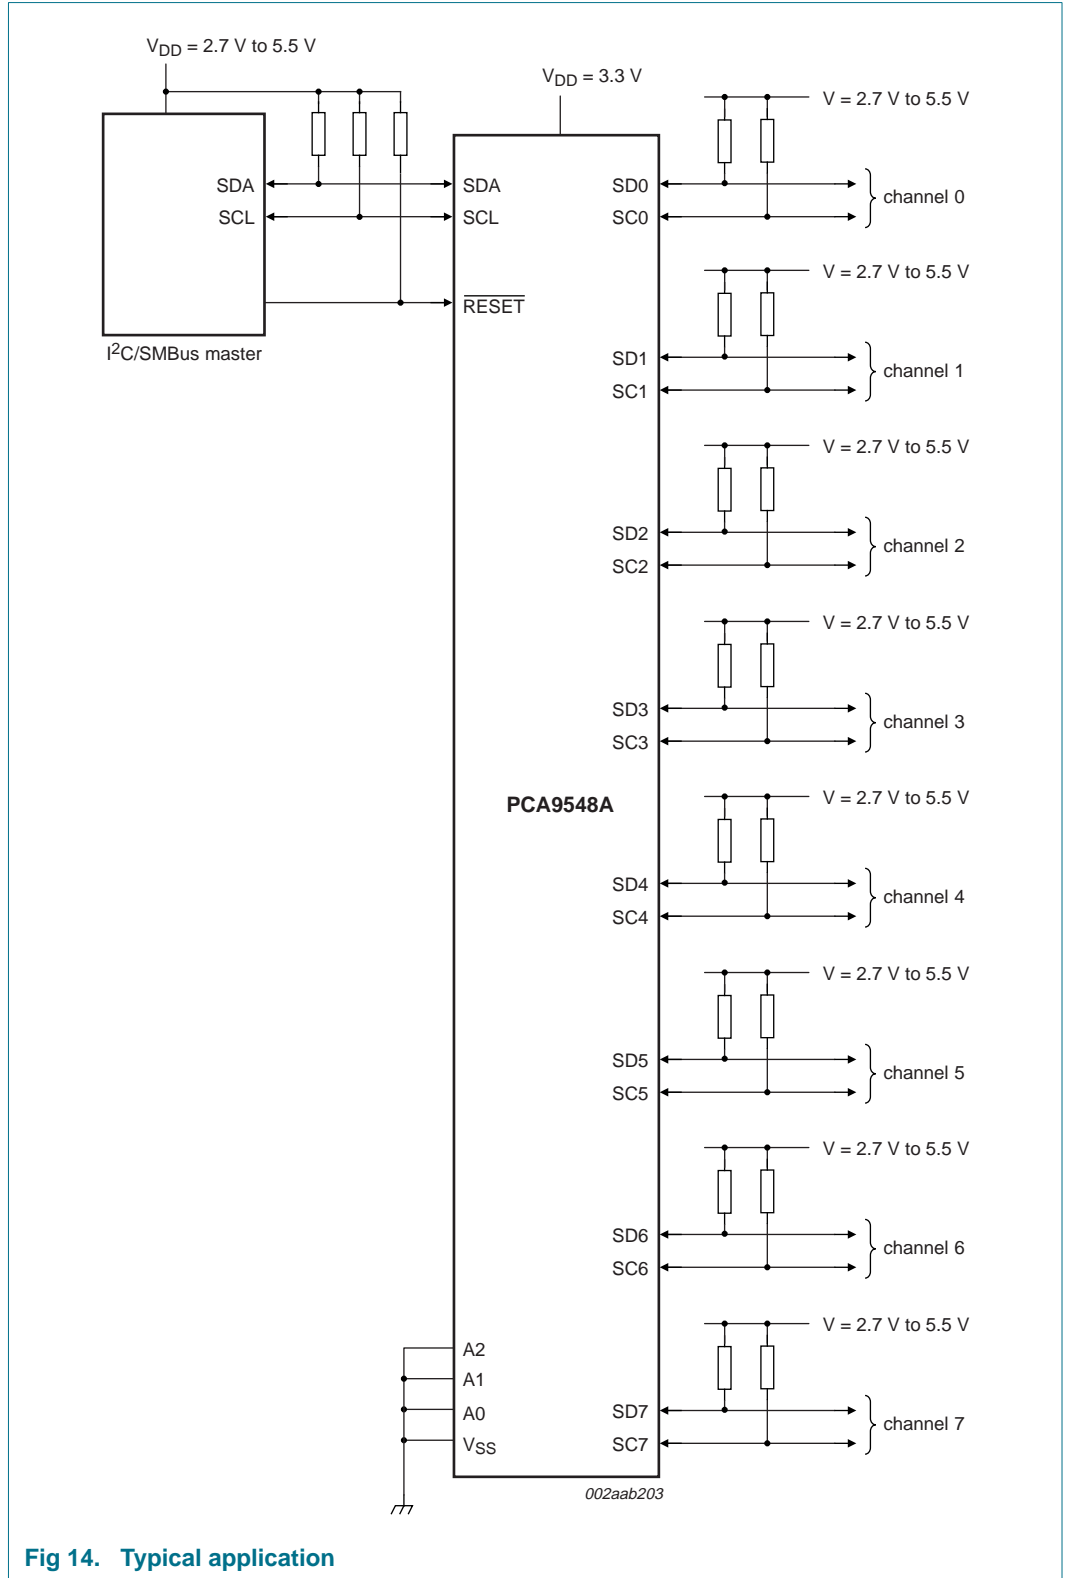 VDD = 2.7 V to 5.5 V
VDD = 3.3 V
V = 2.7 V to 5.5 V
SDA
SCL
I2C/SMBus master
SDA
SCL
RESET
PCA9548A
A2
A1
A0
VSS
SD0
SC0
channel 0
V = 2.7 V to 5.5 V
SD1
SC1
channel 1
V = 2.7 V to 5.5 V
SD2
SC2
channel 2
V = 2.7 V to 5.5 V
SD3
SC3
channel 3
V = 2.7 V to 5.5 V
SD4
SC4
channel 4
V = 2.7 V to 5.5 V
SD5
SC5
channel 5
V = 2.7 V to 5.5 V
SD6
SC6
channel 6
V = 2.7 V to 5.5 V
SD7
SC7
channel 7
002aab203
Fig 14. Typical application